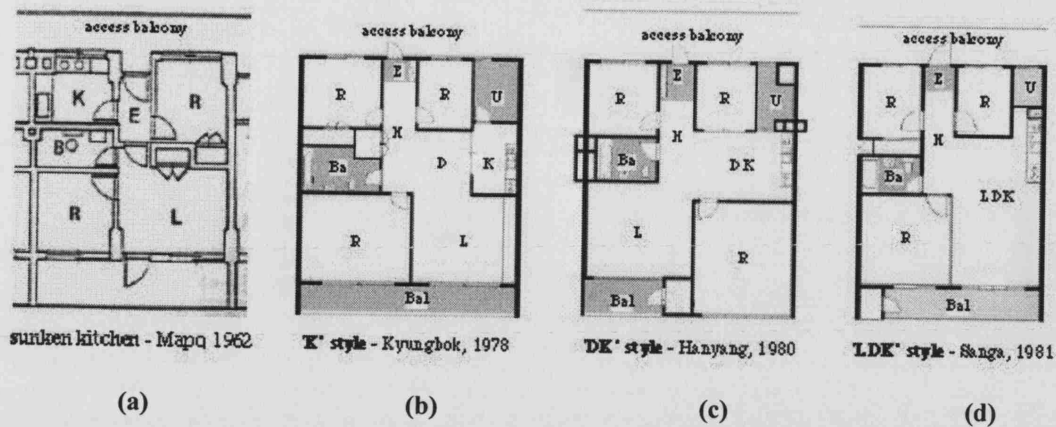 access balcony
K
E
R
B
R
L
sunken kitchen - Mapo 1962
(a)
access balcony
E
R
R
U
H
Ba
D
K
R
L
Bal
'K' style - Kyungbok, 1978
(b)
access balcony
E
R
R
U
H
Ba
DK
L
R
Bal
'DK' style - Hanyang, 1980
(c)
access balcony
E
R
R
U
H
Ba
LDK
R
Bal
'LDK' style - Sanga, 1981
(d)